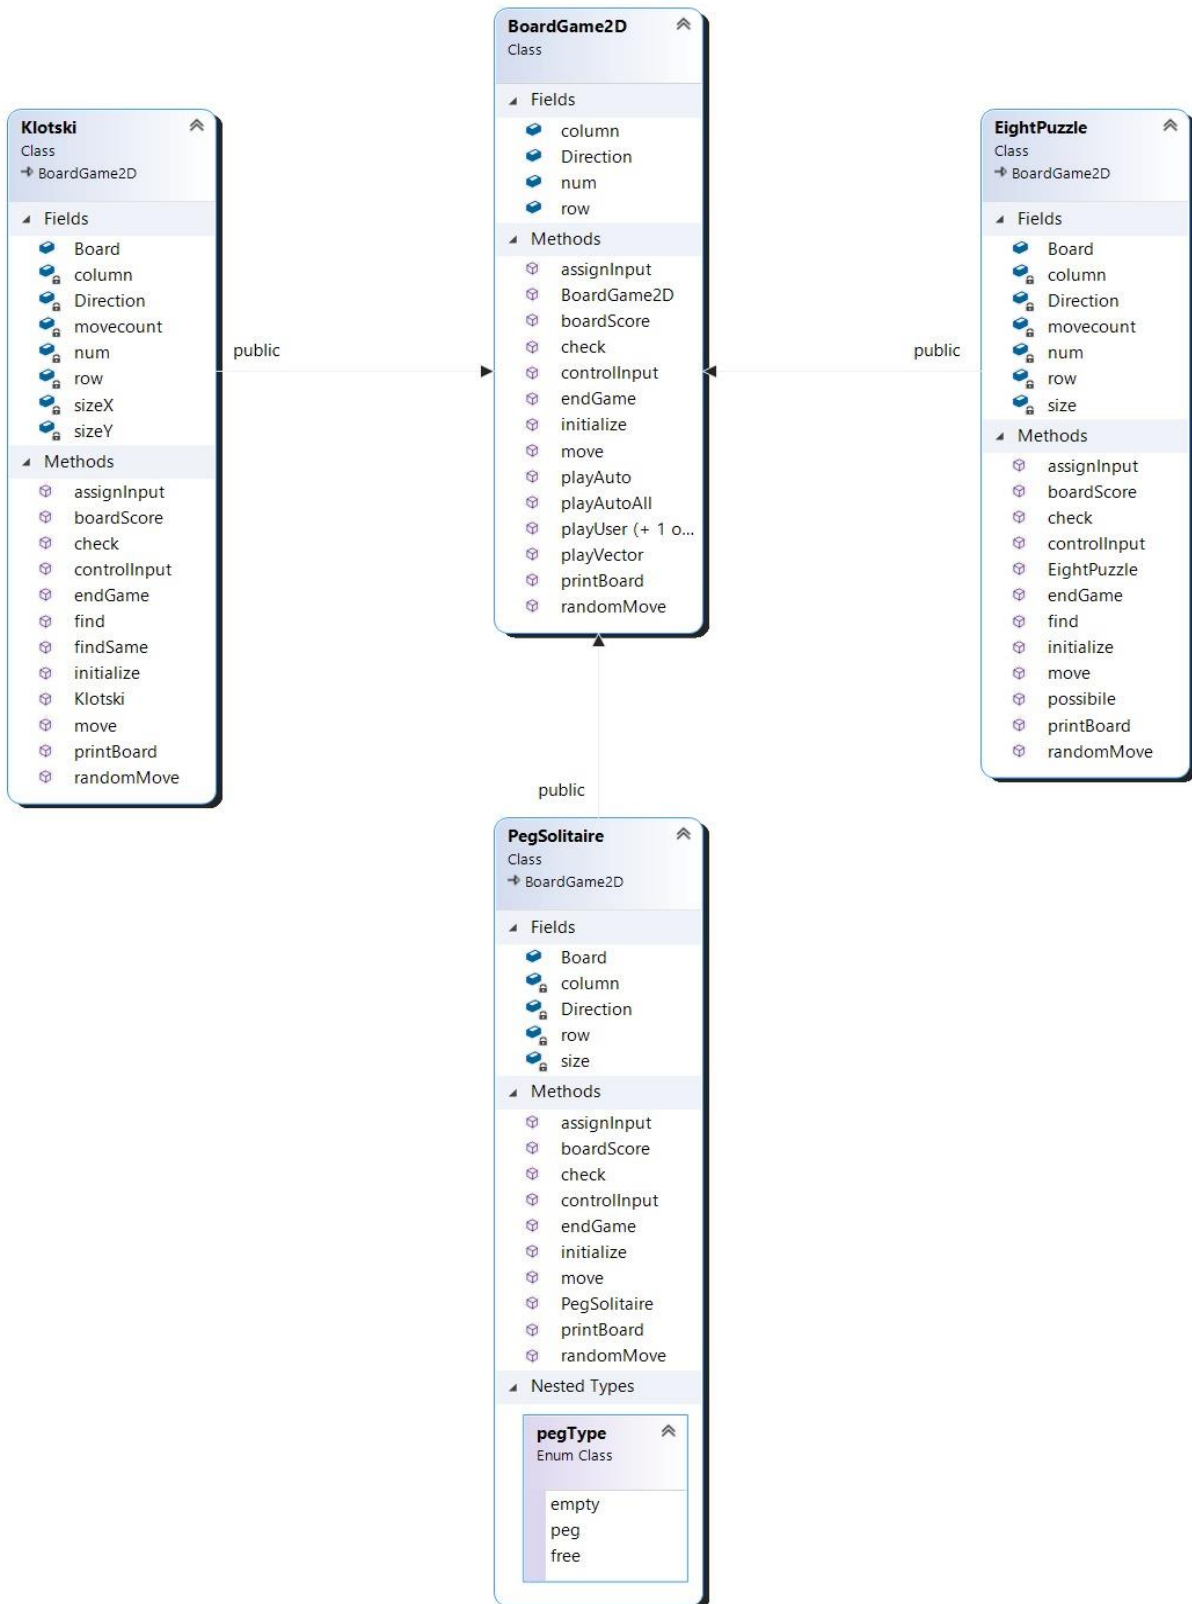 BoardGame2D
Class
Fields
column
Direction
num
row
Methods
assignInput
BoardGame2D
boardScore
check
controlInput
endGame
initialize
move
playAuto
playAutoAll
playUser (+ 1 o...
playVector
printBoard
randomMove
Klotski
Class
BoardGame2D
Fields
Board
column
Direction
movecount
num
row
sizeX
sizeY
Methods
assignInput
boardScore
check
controlInput
endGame
find
findSame
initialize
Klotski
move
printBoard
randomMove
public
public
EightPuzzle
Class
BoardGame2D
Fields
Board
column
Direction
movecount
num
row
size
Methods
assignInput
boardScore
check
controlInput
EightPuzzle
endGame
find
initialize
move
possibile
printBoard
randomMove
public
PegSolitaire
Class
BoardGame2D
Fields
Board
column
Direction
row
size
Methods
assignInput
boardScore
check
controlInput
endGame
initialize
move
PegSolitaire
printBoard
randomMove
Nested Types
pegType
Enum Class
empty
peg
free